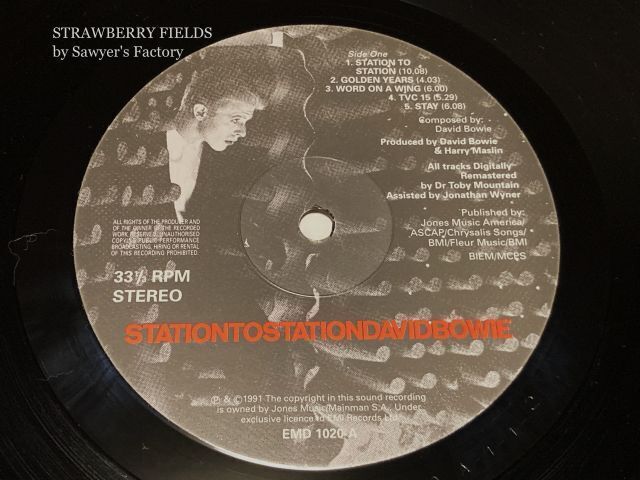 STRAWBERRY FIELDS
by Sawyer's Factory
Side One
1. STATION TO
STATION (10.08)
2. GOLDEN YEARS (4.03)
3. WORD ON A WING (6.00)
4. TVC 15 (5.29)
5. STAY (6.08)
Composed by:
David Bowie
Produced by David Bowie
& Harry Maslin
All tracks Digitally
Remastered
by Dr Toby Mountain
Assisted by Jonathan Wyner
Published by:
Jones Music America/
ASCAP/Chrysalis Songs/
BMI/Fleur Music/BMI
BIEM/MCPS
ALL RIGHTS OF THE PRODUCER AND
OF THE OWNER OF THE RECORDED
WORK RESERVED. UNAUTHORISED
COPYING PUBLIC PERFORMANCE
BROADCASTING, HIRING OR RENTAL
OF THIS RECORDING PROHIBITED.
33⅓ RPM
STEREO
STATIONTOSTATIONDAVIDBOWIE
℗ & ©1991 The copyright in this sound recording
is owned by Jones Music/Mainman S.A., Under
exclusive licence to EMI Records Ltd.
EMD 1020-A